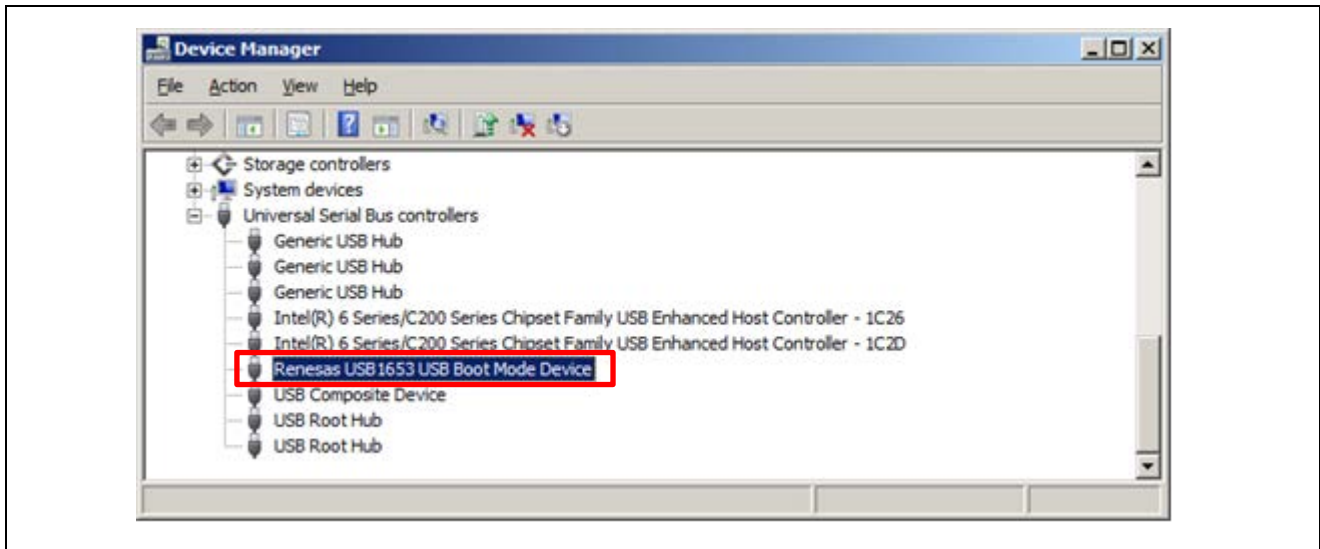 Device Manager
File Action View Help
Storage controllers
System devices
Universal Serial Bus controllers
Generic USB Hub
Generic USB Hub
Generic USB Hub
Intel(R) 6 Series/C200 Series Chipset Family USB Enhanced Host Controller - 1C26
Intel(R) 6 Series/C200 Series Chipset Family USB Enhanced Host Controller - 1C2D
Renesas USB1653 USB Boot Mode Device
USB Composite Device
USB Root Hub
USB Root Hub